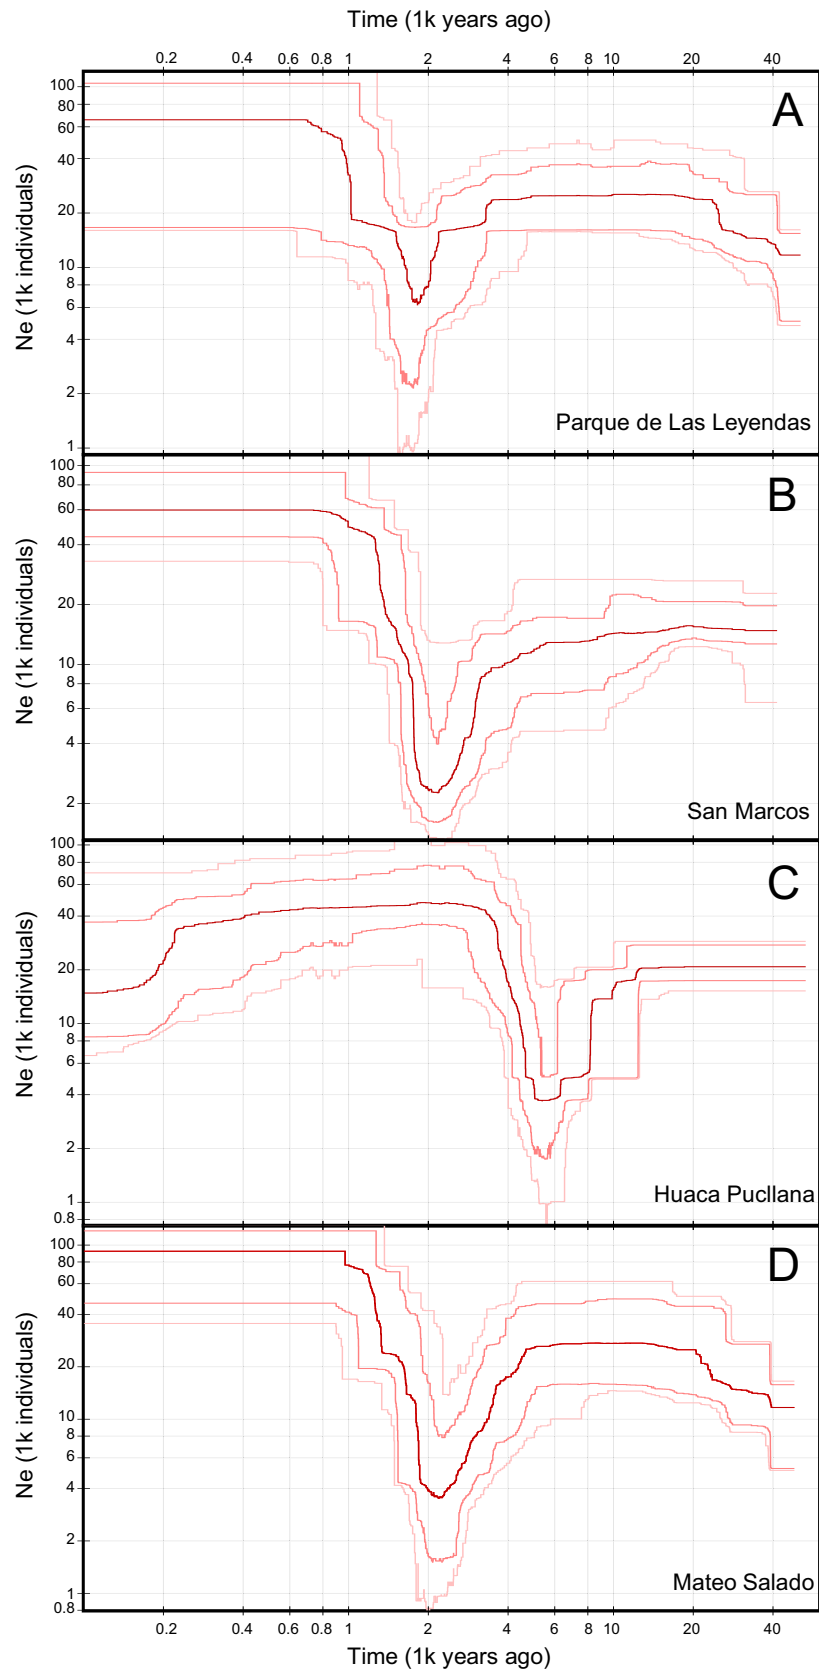 Time (1k years ago)
0.2 0.4 0.6 0.8 1 2 4 6 8 10 20 40
A
100
80
60
40
20
10
8
6
4
2
1
Ne (1k individuals)
Parque de Las Leyendas
B
100
80
60
40
20
10
8
6
4
2
Ne (1k individuals)
San Marcos
C
100
80
60
40
20
10
8
6
4
2
1
0.8
Ne (1k individuals)
Huaca Pucllana
D
100
80
60
40
20
10
8
6
4
2
1
0.8
Ne (1k individuals)
Mateo Salado
0.2 0.4 0.6 0.8 1 2 4 6 8 10 20 40
Time (1k years ago)